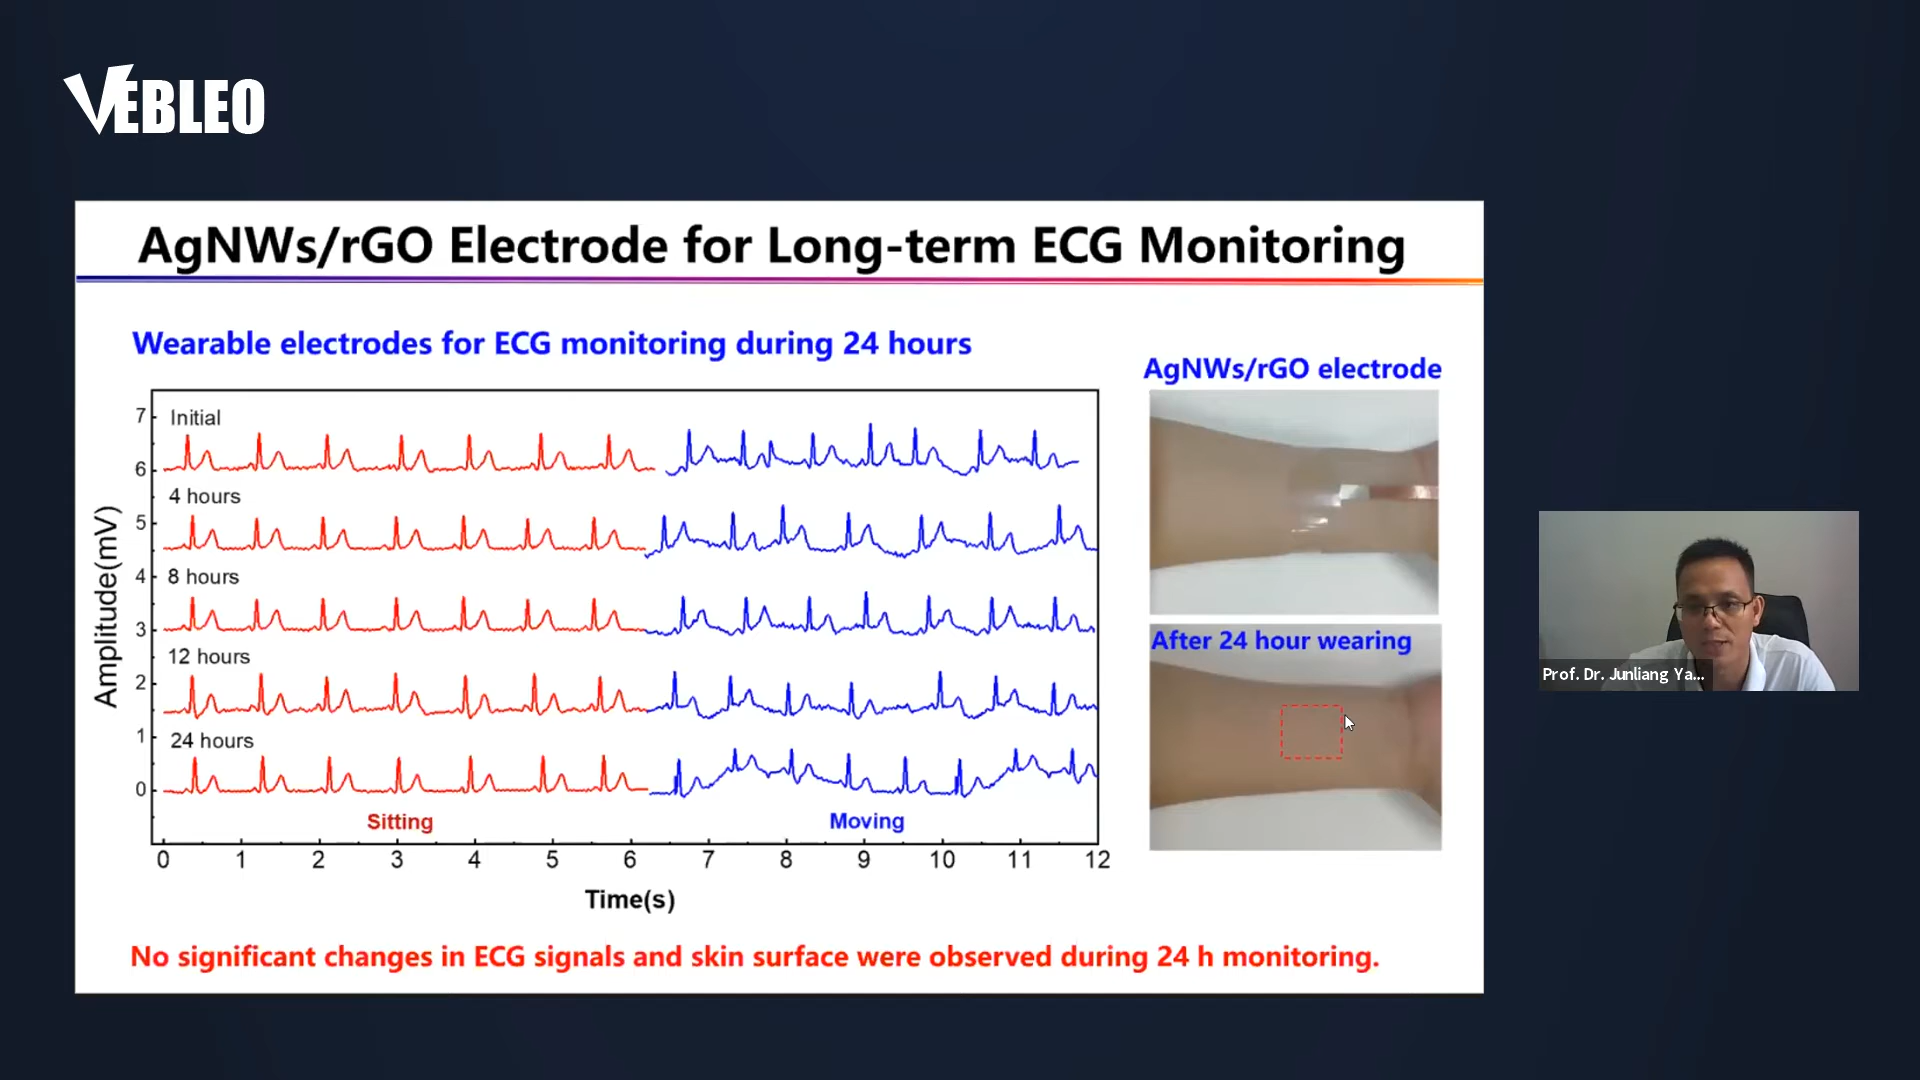 VEBLEO
AgNWs/rGO Electrode for Long-term ECG Monitoring
Wearable electrodes for ECG monitoring during 24 hours
AgNWs/rGO electrode
Amplitude(mV)
7
6
5
4
3
2
1
0
Initial
4 hours
8 hours
12 hours
24 hours
Sitting
Moving
0 1 2 3 4 5 6 7 8 9 10 11 12
Time(s)
After 24 hour wearing
No significant changes in ECG signals and skin surface were observed during 24 h monitoring.
Prof. Dr. Junliang Ya...